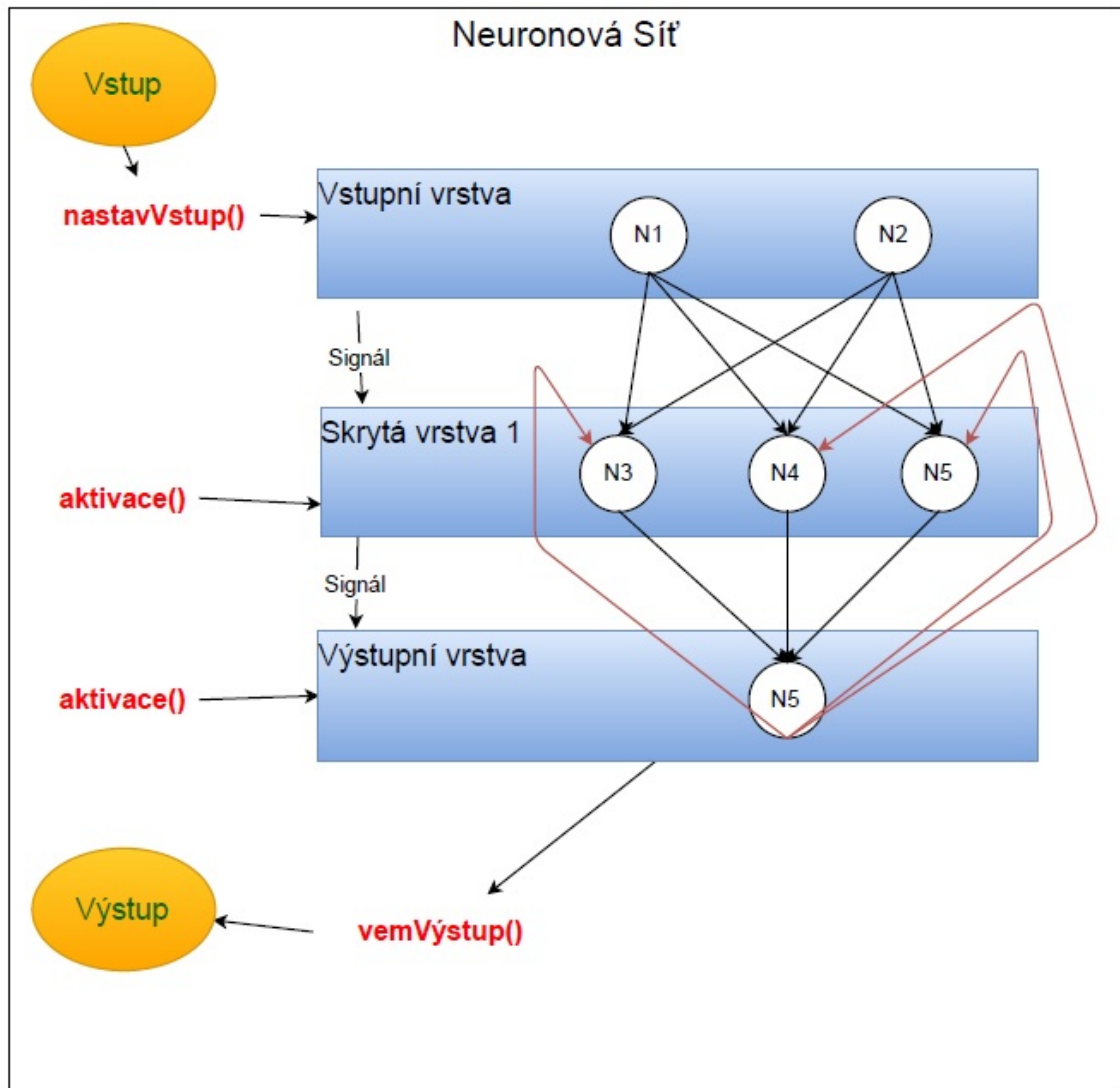 Neuronová Síť
Vstup
nastavVstup()
Vstupní vrstva
N1
N2
Signál
Skrytá vrstva 1
N3
N4
N5
aktivace()
Signál
Výstupní vrstva
N5
aktivace()
Výstup
vemVýstup()